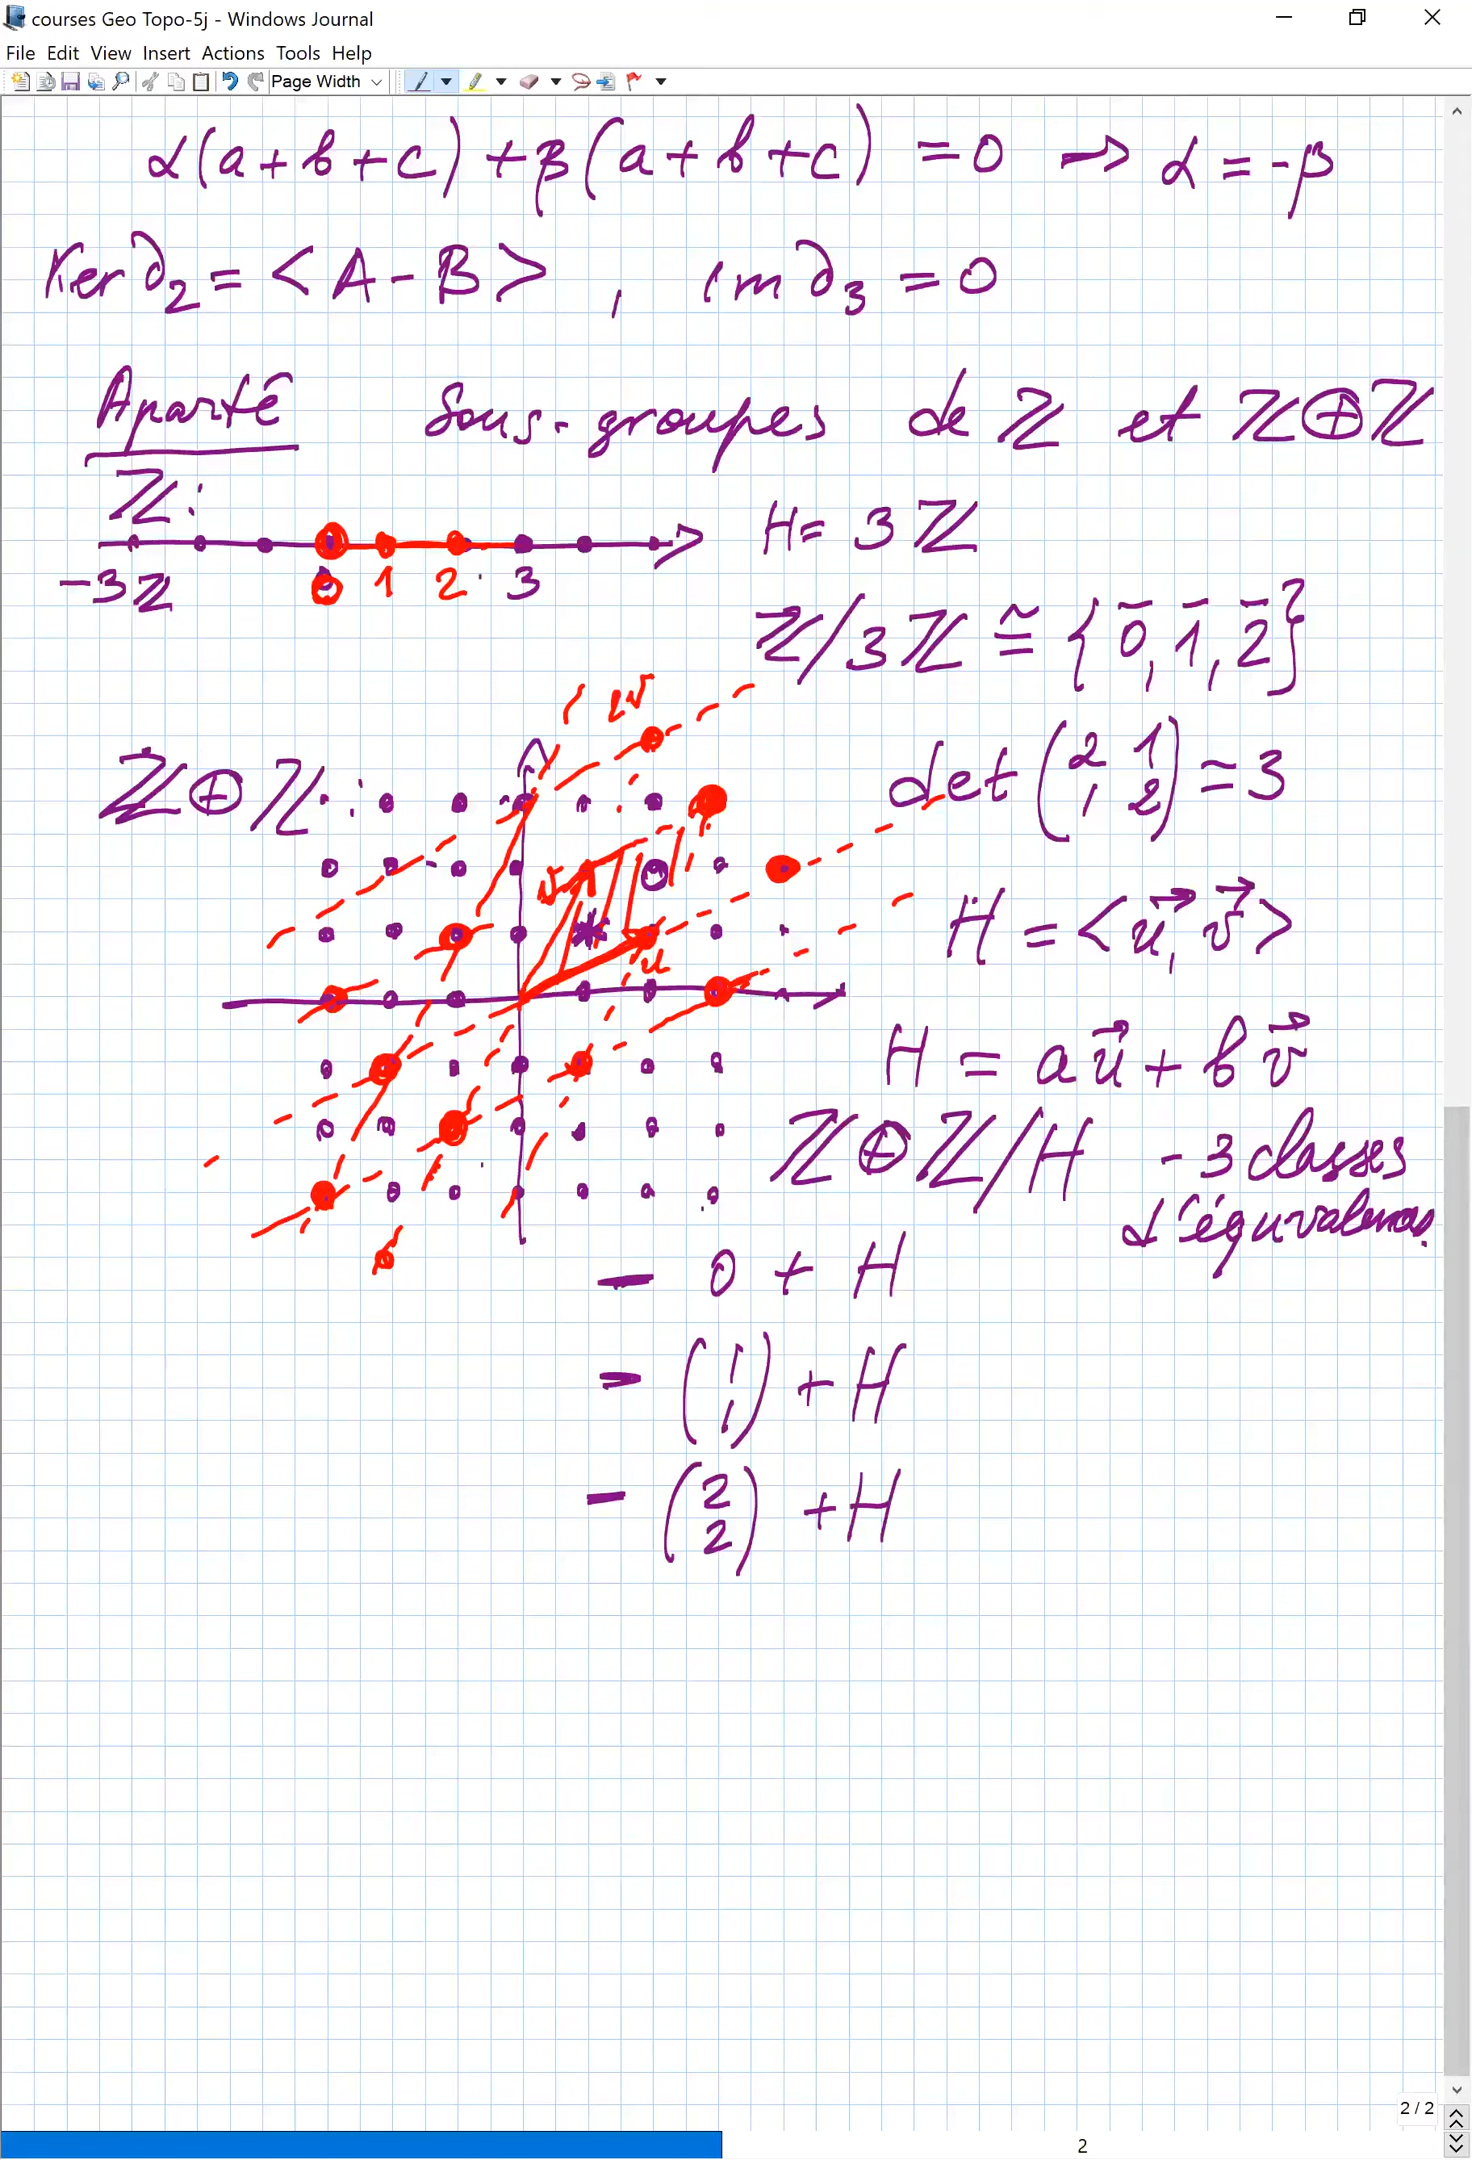 courses Geo Topo-5j - Windows Journal
File Edit View Insert Actions Tools Help
Page Width
α(a+b+c) + β(a+b+c) = 0 → α = -β
Ker ∂₂ = <A-B> , im ∂₃ = 0
Aparté Sous-groupes de ℤ et ℤ⊕ℤ
ℤ:
H = 3ℤ
-3ℤ 0 1 2 3
ℤ/3ℤ ≅ {0̄, 1̄, 2̄}
2v
ℤ⊕ℤ :
det(2 1
1 2) = 3
v
u
H = <u⃗, v⃗>
H = a u⃗ + b v⃗
ℤ⊕ℤ/H - 3 classes
d'équivalence
- 0 + H
- (1
1) + H
- (2
2) + H
2 / 2
2